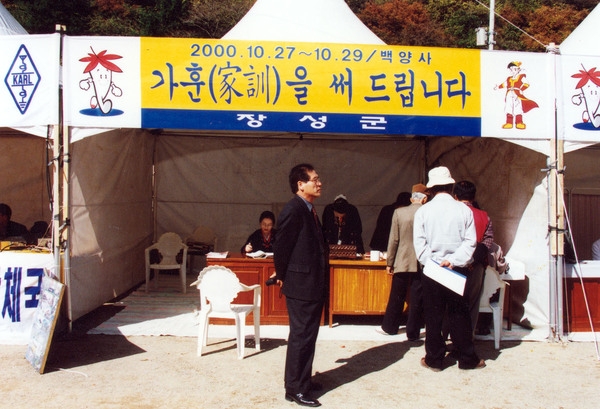 KARL
2000.10.27~10.29/백양사
가훈(家訓)을 써 드립니다
장성군
체국